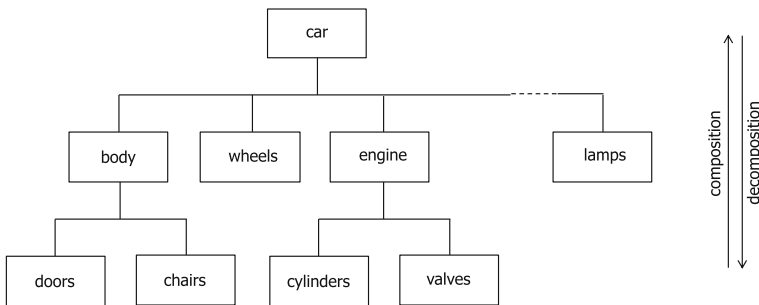 car
body
wheels
engine
lamps
doors
chairs
cylinders
valves
composition
decomposition